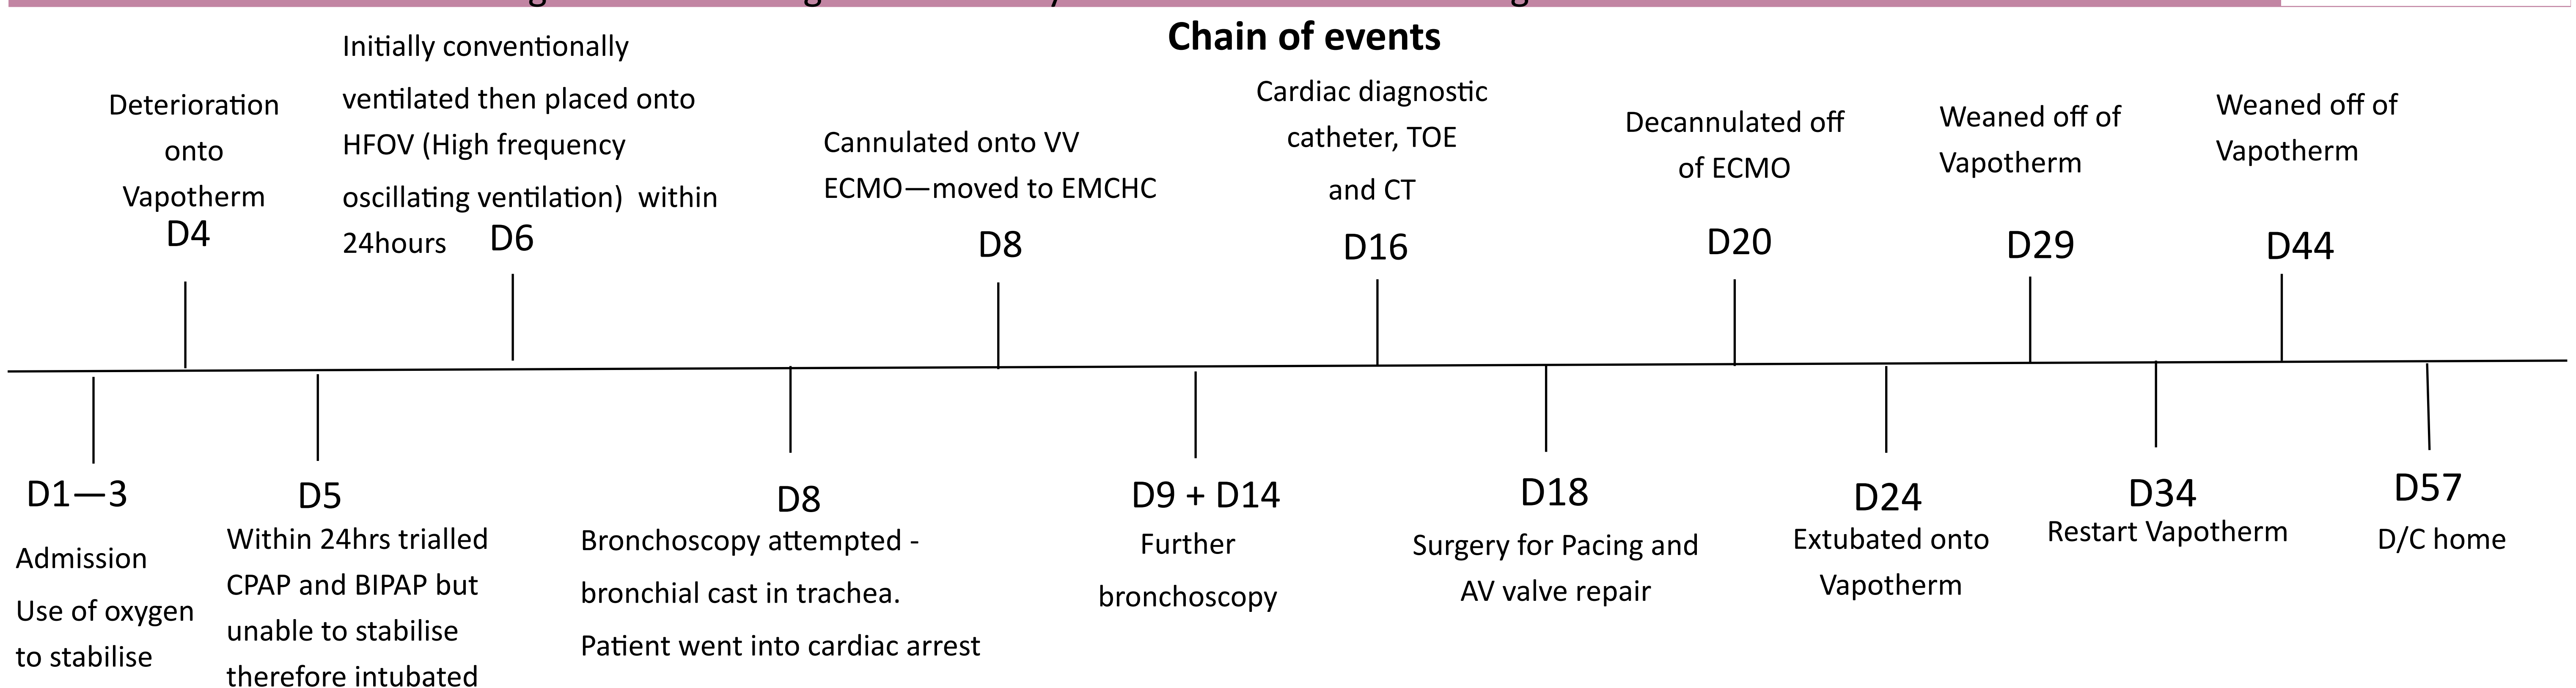 Chain of events
Deterioration
onto
Vapotherm
D4
Initially conventionally
ventilated then placed onto
HFOV (High frequency
oscillating ventilation)  within
24hours
D6
Cannulated onto VV
ECMO—moved to EMCHC
D8
Cardiac diagnostic
catheter, TOE
and CT
D16
Decannulated off
of ECMO
D20
Weaned off of
Vapotherm
D29
Weaned off of
Vapotherm
D44
D1—3
Admission
Use of oxygen
to stabilise
D5
Within 24hrs trialled
CPAP and BIPAP but
unable to stabilise
therefore intubated
D8
Bronchoscopy attempted -
bronchial cast in trachea.
Patient went into cardiac arrest
D9 + D14
Further
bronchoscopy
D18
Surgery for Pacing and
AV valve repair
D24
Extubated onto
Vapotherm
D34
Restart Vapotherm
D57
D/C home